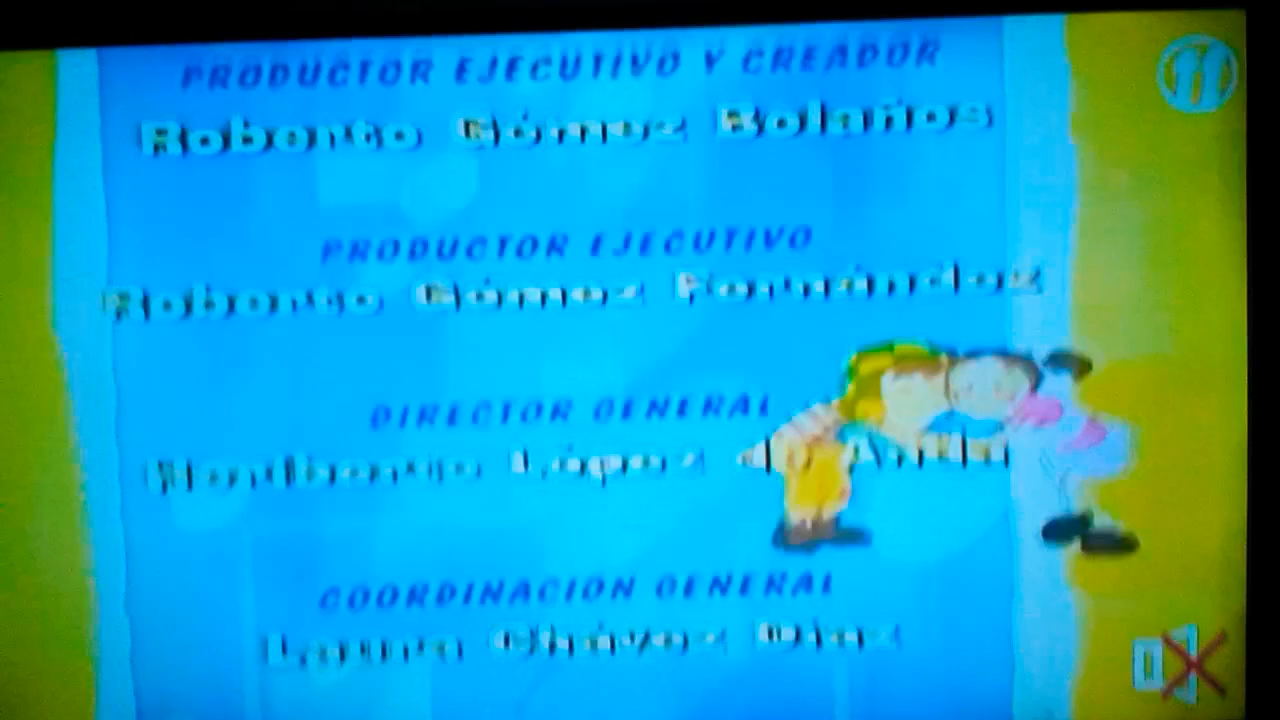 PRODUCTOR EJECUTIVO Y CREADOR
Roberto Gómez Bolaños
PRODUCTOR EJECUTIVO
Roberto Gómez Fernández
DIRECTOR GENERAL
López d
COORDINACION GENERAL
Laura Chávez Díaz